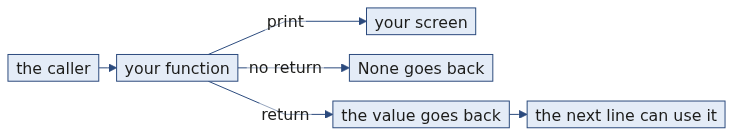 print
your screen
the caller
your function
no return
None goes back
return
the value goes back
the next line can use it